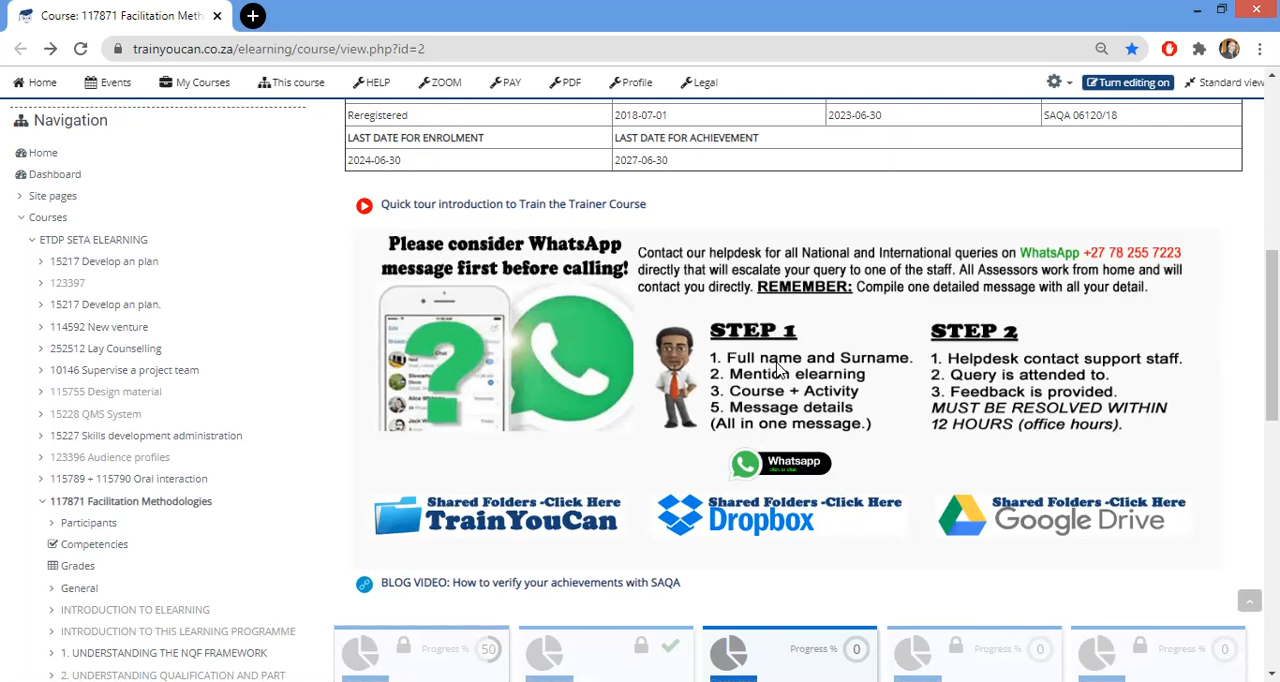 Course: 117871 Facilitation Meth
trainyoucan.co.za/elearning/course/view.php?id=2
Home Events My Courses This course HELP ZOOM PAY PDF Profile Legal Turn editing on Standard view
Navigation
Home
Dashboard
Site pages
Courses
ETDP SETA ELEARNING
15217 Develop an plan
123397
15217 Develop an plan.
114592 New venture
252512 Lay Counselling
10146 Supervise a project team
115755 Design material
15228 QMS System
15227 Skills development administration
123396 Audience profiles
115789 + 115790 Oral interaction
117871 Facilitation Methodologies
Participants
Competencies
Grades
General
INTRODUCTION TO ELEARNING
INTRODUCTION TO THIS LEARNING PROGRAMME
1. UNDERSTANDING THE NQF FRAMEWORK
2. UNDERSTANDING QUALIFICATION AND PART
Reregistered 2018-07-01 2023-06-30 SAQA 06120/18
LAST DATE FOR ENROLMENT LAST DATE FOR ACHIEVEMENT
2024-06-30 2027-06-30
Quick tour introduction to Train the Trainer Course
Please consider WhatsApp
message first before calling!
Contact our helpdesk for all National and International queries on WhatsApp +27 78 255 7223
directly that will escalate your query to one of the staff. All Assessors work from home and will
contact you directly. REMEMBER: Compile one detailed message with all your detail.
STEP 1
1. Full name and Surname.
2. Mention elearning
3. Course + Activity
5. Message details
(All in one message.)
STEP 2
1. Helpdesk contact support staff.
2. Query is attended to.
3. Feedback is provided.
MUST BE RESOLVED WITHIN
12 HOURS (office hours).
Whatsapp
Shared Folders -Click Here
TrainYouCan
Shared Folders -Click Here
Dropbox
Shared Folders -Click Here
Google Drive
BLOG VIDEO: How to verify your achievements with SAQA
Progress % 50
Progress % 0
Progress % 0
Progress % 0